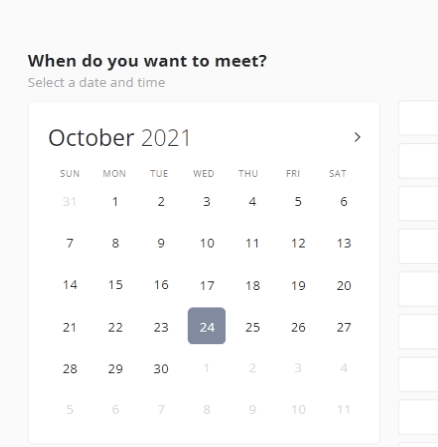 When do you want to meet?
Select a date and time
October 2021
SUN MON TUE WED THU FRI SAT
31 1 2 3 4 5 6
7 8 9 10 11 12 13
14 15 16 17 18 19 20
21 22 23 24 25 26 27
28 29 30 1 2 3 4
5 6 7 8 9 10 11